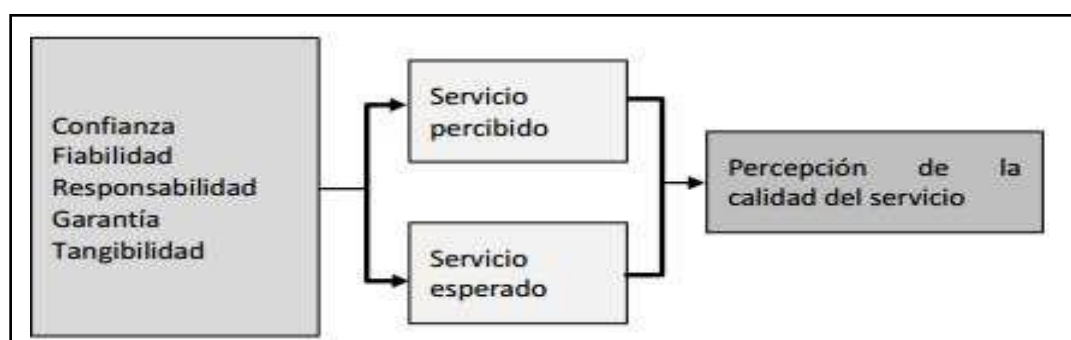 Confianza
Fiabilidad
Responsabilidad
Garantía
Tangibilidad
Servicio
percibido
Servicio
esperado
Percepción de la
calidad del servicio